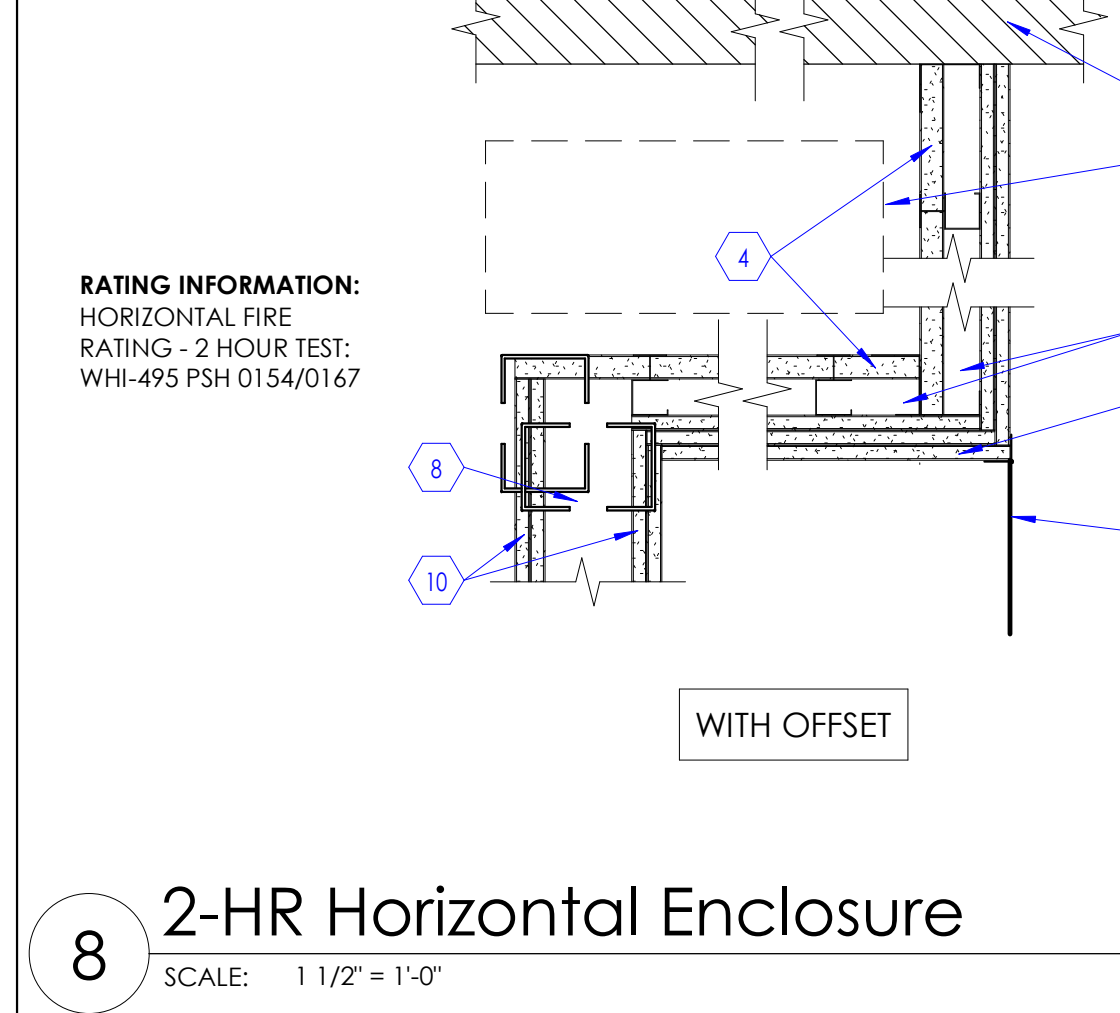 4
RATING INFORMATION:
HORIZONTAL FIRE
RATING - 2 HOUR TEST:
WHI-495 PSH 0154/0167
8
10
WITH OFFSET
8
2-HR Horizontal Enclosure
SCALE: 1 1/2" = 1'-0"